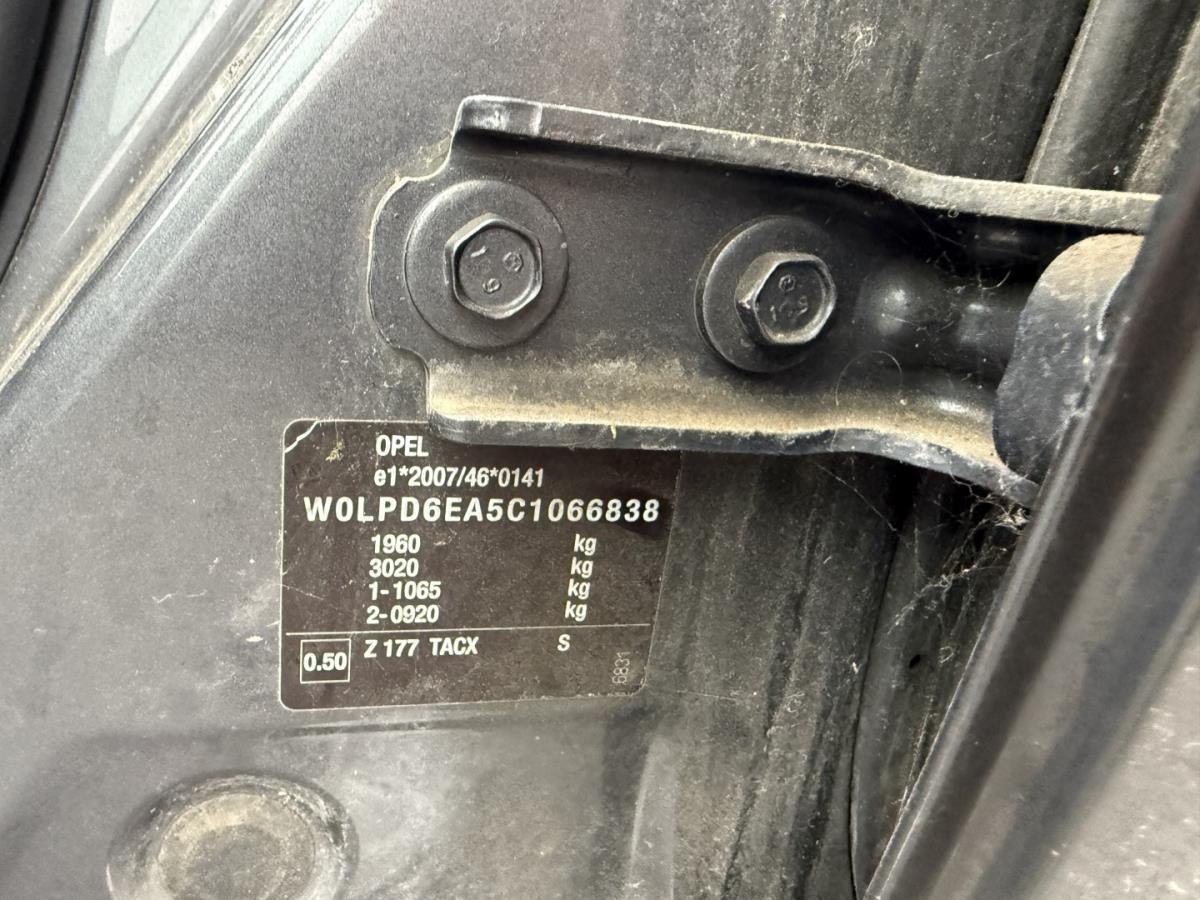 OPEL
e1*2007/46*0141
W0LPD6EA5C1066838
1960 kg
3020 kg
1-1065 kg
2-0920 kg
0.50 Z 177 TACX S
6831